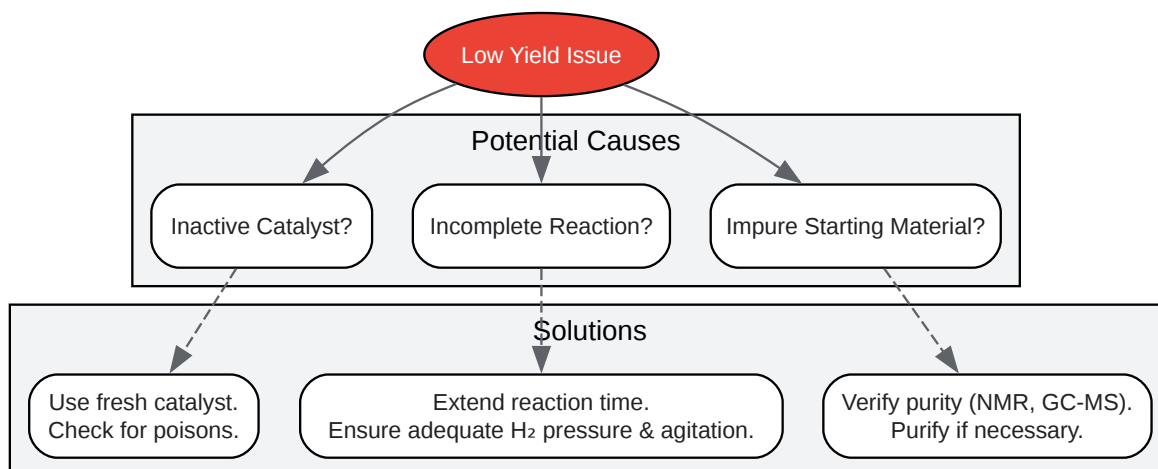 Low Yield Issue
Potential Causes
Inactive Catalyst?
Incomplete Reaction?
Impure Starting Material?
Solutions
Use fresh catalyst.
Check for poisons.
Extend reaction time.
Ensure adequate H₂ pressure & agitation.
Verify purity (NMR, GC-MS).
Purify if necessary.